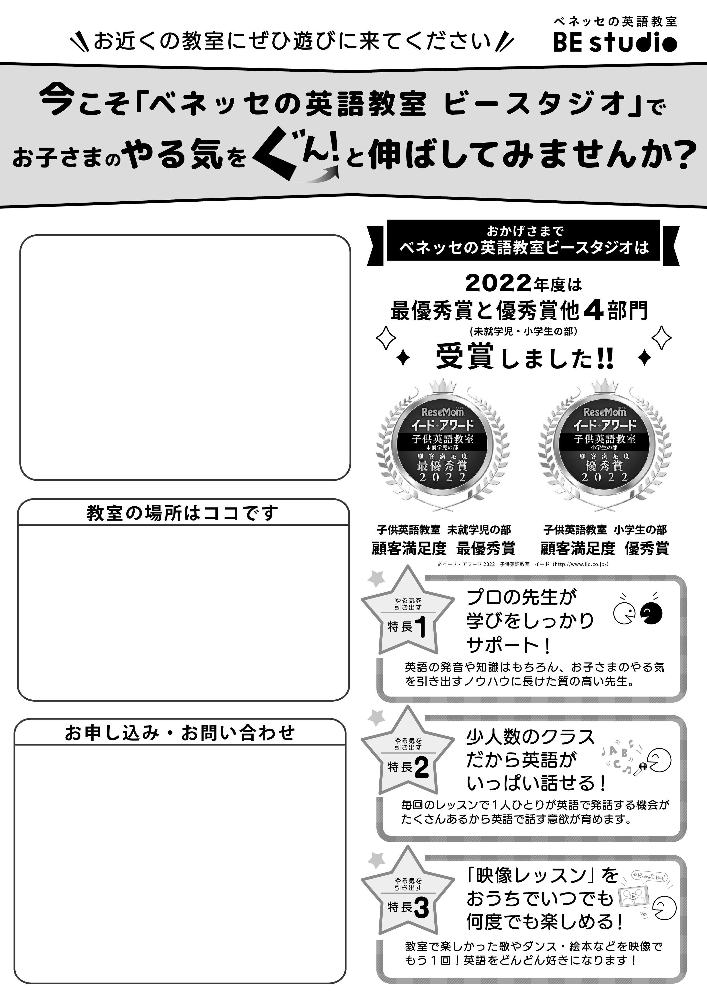 お近くの教室にぜひ遊びに来てください
ベネッセの英語教室
BE studio
今こそ「ベネッセの英語教室 ビースタジオ」で
お子さまのやる気をぐん!と伸ばしてみませんか?
おかげさまで
ベネッセの英語教室ビースタジオは
2022年度は
最優秀賞と優秀賞他4部門
(未就学児・小学生の部)
受賞しました!!
リセマム
ReseMom
イード・アワード
子供英語教室
未就学児の部
顧客満足度
最優秀賞
2022
リセマム
ReseMom
イード・アワード
子供英語教室
小学生の部
顧客満足度
優秀賞
2022
子供英語教室 未就学児の部
顧客満足度 最優秀賞
子供英語教室 小学生の部
顧客満足度 優秀賞
※イード・アワード 2022 子供英語教室 イード(http://www.iid.co.jp/)
教室の場所はココです
お申し込み・お問い合わせ
やる気を
引き出す
特長1
プロの先生が
学びをしっかり
サポート!
英語の発音や知識はもちろん、お子さまのやる気
を引き出すノウハウに長けた質の高い先生。
やる気を
引き出す
特長2
少人数のクラス
だから英語が
いっぱい話せる!
A B C
C
毎回のレッスンで1人ひとりが英語で発話する機会が
たくさんあるから英語で話す意欲が育めます。
やる気を
引き出す
特長3
「映像レッスン」を
おうちでいつでも
何度でも楽しめる!
It's craft time!
Yes!
教室で楽しかった歌やダンス・絵本などを映像で
もう1回!英語をどんどん好きになります!